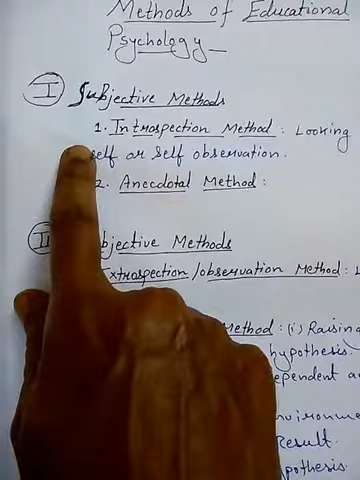 Methods of Educational
Psychology
I Subjective Methods
1. Introspection Method : Looking
self or self observation.
2. Anecdotal Method :
bjective Methods
Extrospection/observation Method :
Method : (i) Raising
hypothesis.
ependent a
nvironme
Result.
pothesis.